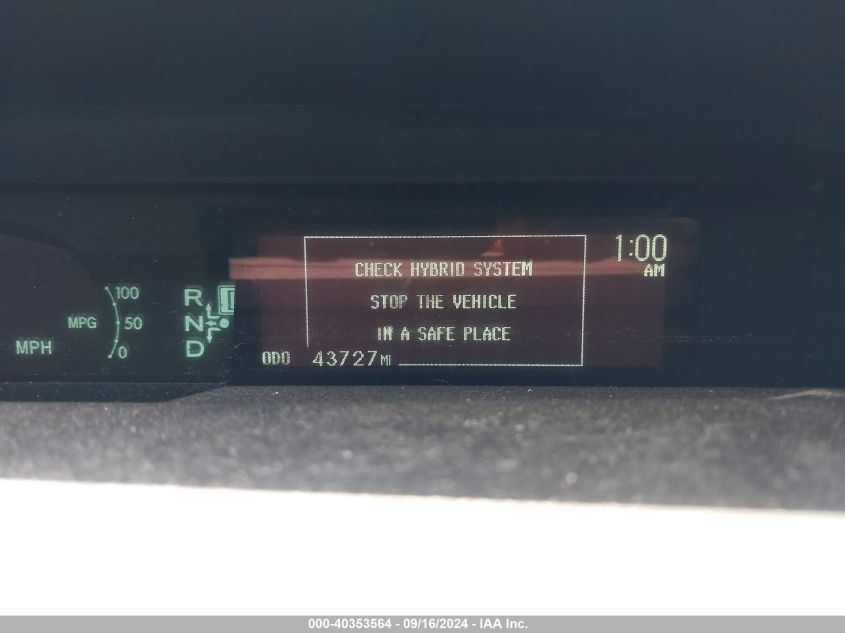 1:00
AM
CHECK HYBRID SYSTEM
STOP THE VEHICLE
IN A SAFE PLACE
ODO 43727 MI
MPH
MPG
100
50
0
R
N
D
000-40353564 - 09/16/2024 - IAA Inc.